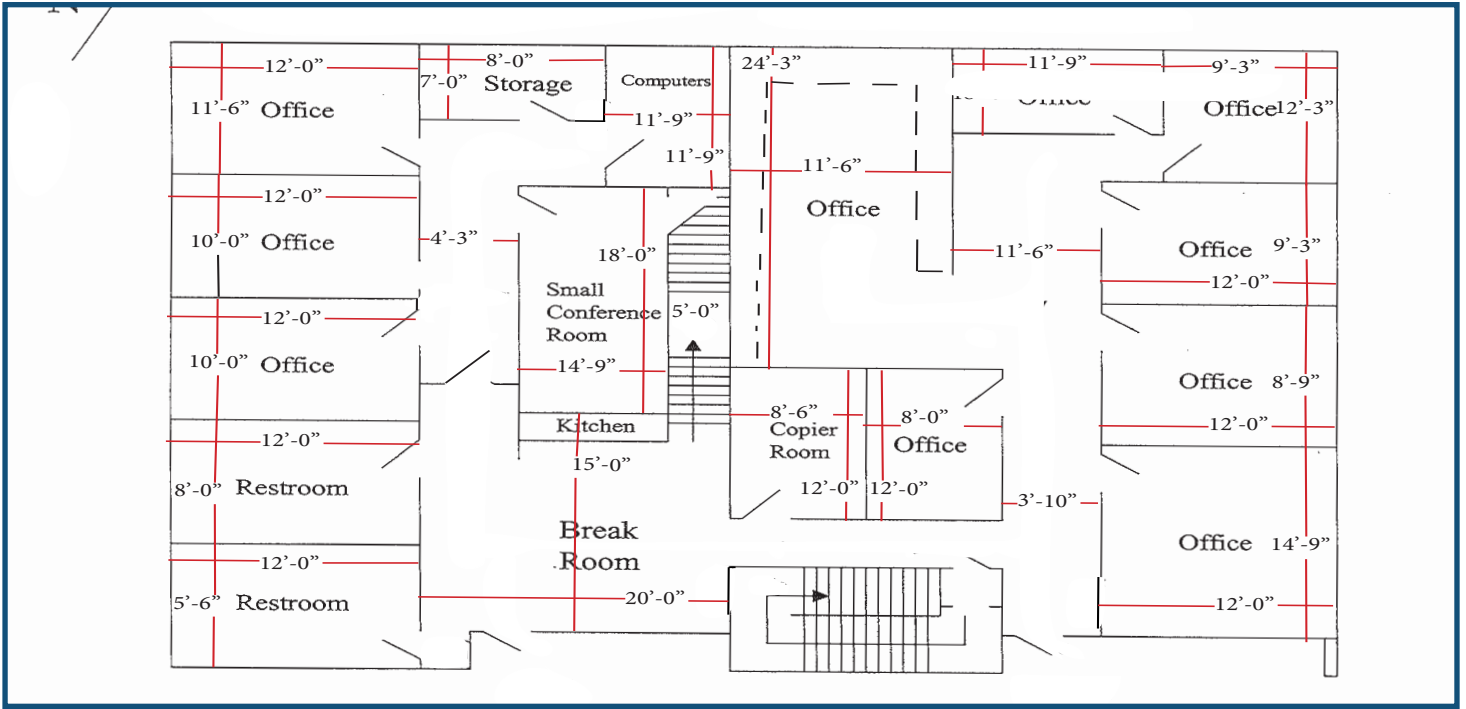 12'-0"
11'-6" Office
8'-0"
7'-0" Storage
Computers
11'-9"
11'-9"
24'-3"
11'-6"
Office
11'-9"
Office
9'-3"
Office 12'-3"
12'-0"
10'-0" Office
4'-3"
18'-0"
Small
Conference
Room
14'-9"
5'-0"
11'-6"
Office 9'-3"
12'-0"
12'-0"
10'-0" Office
Kitchen
8'-6"
Copier
Room
12'-0"
8'-0"
Office
12'-0"
Office 8'-9"
12'-0"
12'-0"
8'-0" Restroom
15'-0"
Break
Room
20'-0"
3'-10"
Office 14'-9"
12'-0"
12'-0"
5'-6" Restroom